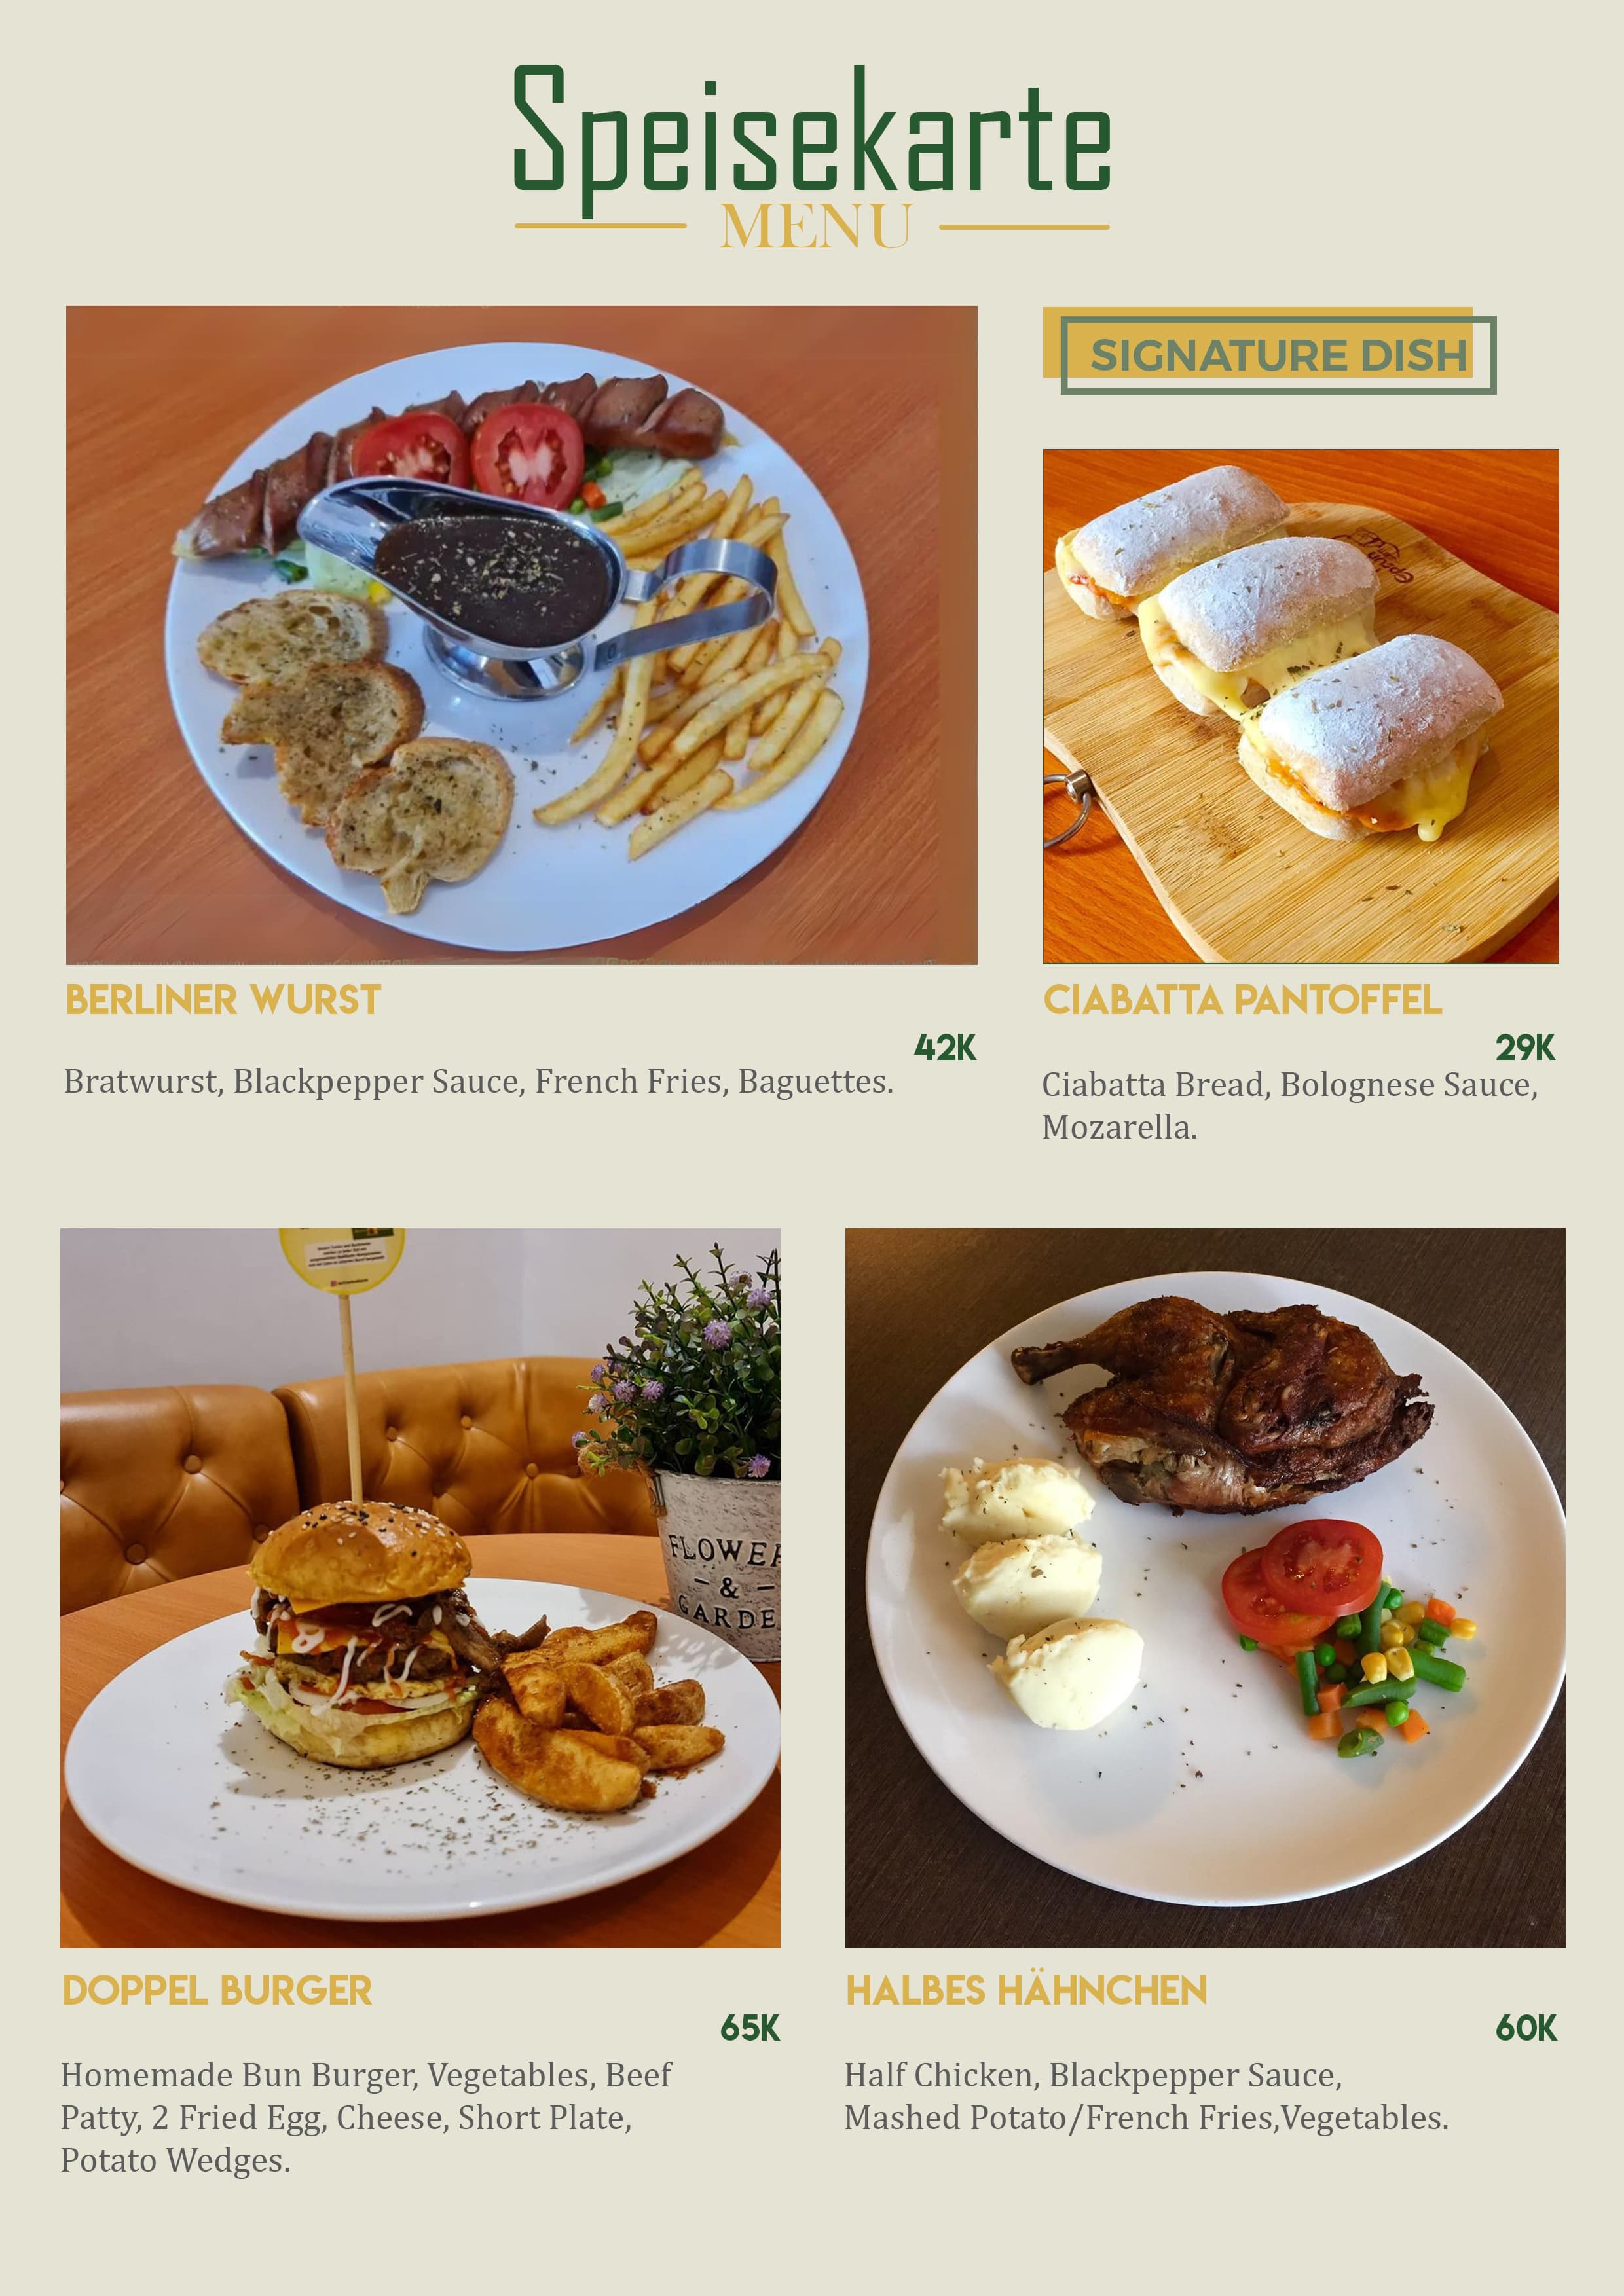 Speisekarte
MENU
SIGNATURE DISH
BERLINER WURST
42K
Bratwurst, Blackpepper Sauce, French Fries, Baguettes.
CIABATTA PANTOFFEL
29K
Ciabatta Bread, Bolognese Sauce,
Mozarella.
FLOWER
- & -
GARDE
DOPPEL BURGER
65K
Homemade Bun Burger, Vegetables, Beef
Patty, 2 Fried Egg, Cheese, Short Plate,
Potato Wedges.
HALBES HÄHNCHEN
60K
Half Chicken, Blackpepper Sauce,
Mashed Potato/French Fries,Vegetables.